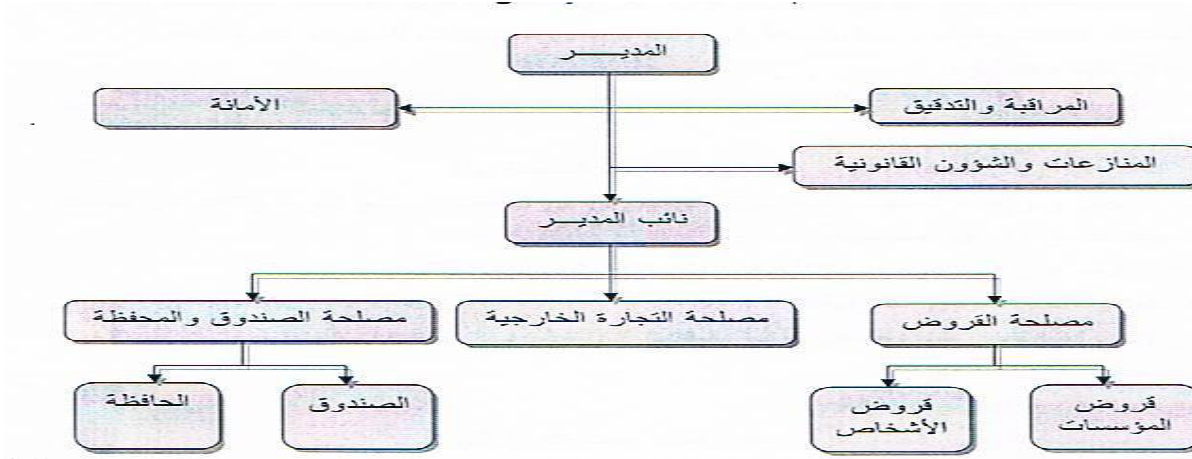 المديـــــر
المراقبة والتدقيق
الأمانة
المنازعات والشؤون القانونية
نائب المديـــر
مصلحة القروض
مصلحة التجارة الخارجية
مصلحة الصندوق والمحفظة
قروض
المؤسسات
قروض
الأشخاص
الصندوق
الحافظة